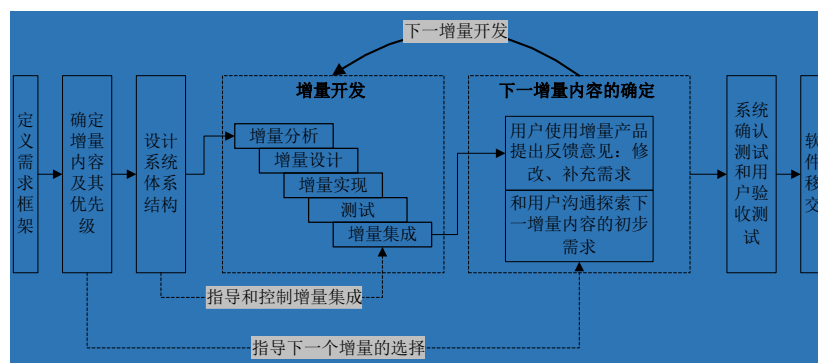 下一增量开发
定
义
需
求
框
架
确定
增量
内容
及其
优先
级
设计
系统
体系
结构
增量开发
增量分析
增量设计
增量实现
测试
增量集成
下一增量内容的确定
用户使用增量产品
提出反馈意见：修
改、补充需求
和用户沟通探索下
一增量内容的初步
需求
系统
确认
测试
和用
户验
收测
试
软
件
移
交
指导和控制增量集成
指导下一个增量的选择